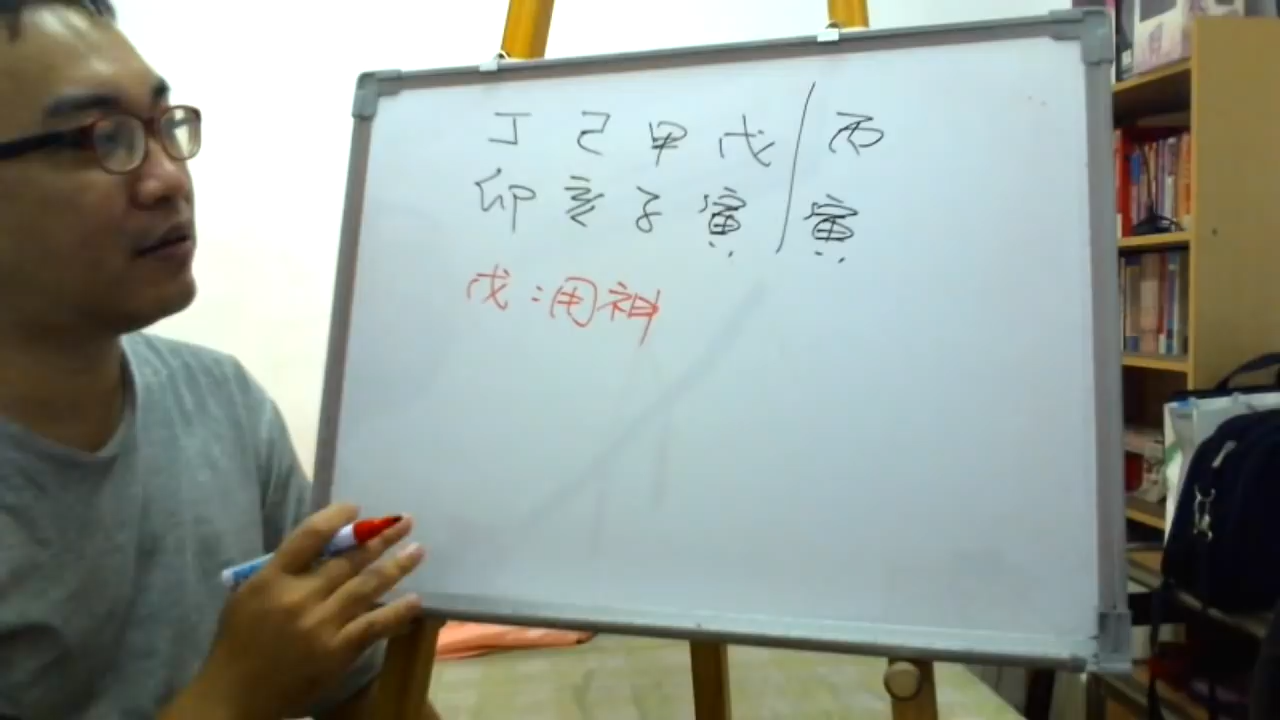 丁 己 甲 戊 / 丙
卯 亥 子 寅 寅
戊：用神